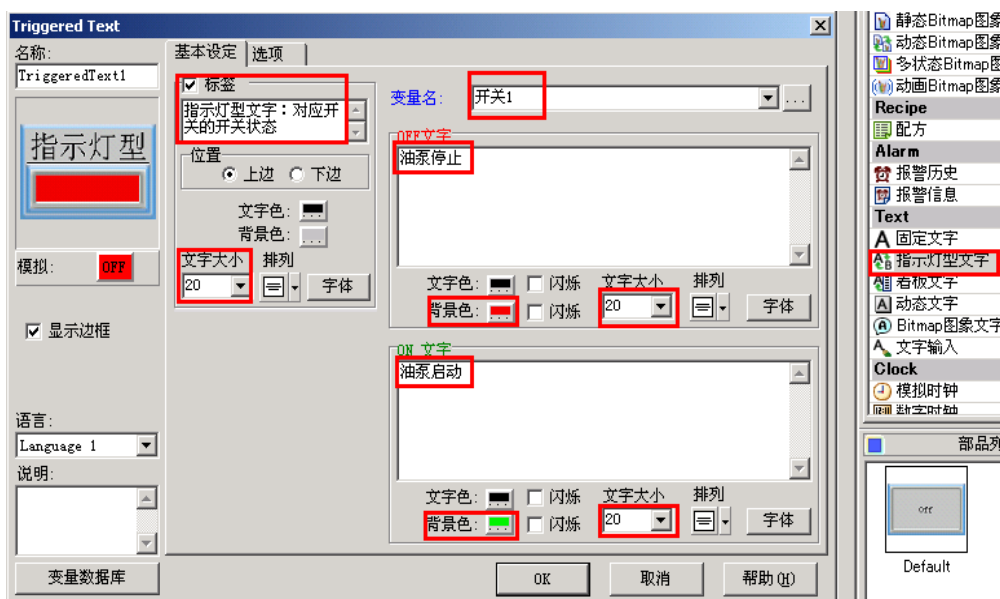 Triggered Text
名称:
TriggeredText1
指示灯型
模拟:
OFF
显示边框
语言:
Language 1
说明:
变量数据库
基本设定
选项
标签
指示灯型文字：对应开
关的开关状态
位置
上边
下边
文字色:
背景色:
文字大小
排列
20
字体
变量名:
开关1
...
OFF文字
油泵停止
文字色:
闪烁
文字大小
排列
背景色:
闪烁
20
字体
ON 文字
油泵启动
文字色:
闪烁
文字大小
排列
背景色:
闪烁
20
字体
OK
取消
帮助(H)
静态Bitmap图象
动态Bitmap图象
多状态Bitmap图
动画Bitmap图象
Recipe
配方
Alarm
报警历史
报警信息
Text
固定文字
指示灯型文字
看板文字
动态文字
Bitmap图象文字
文字输入
Clock
模拟时钟
数字时钟
部品列
Off
Default